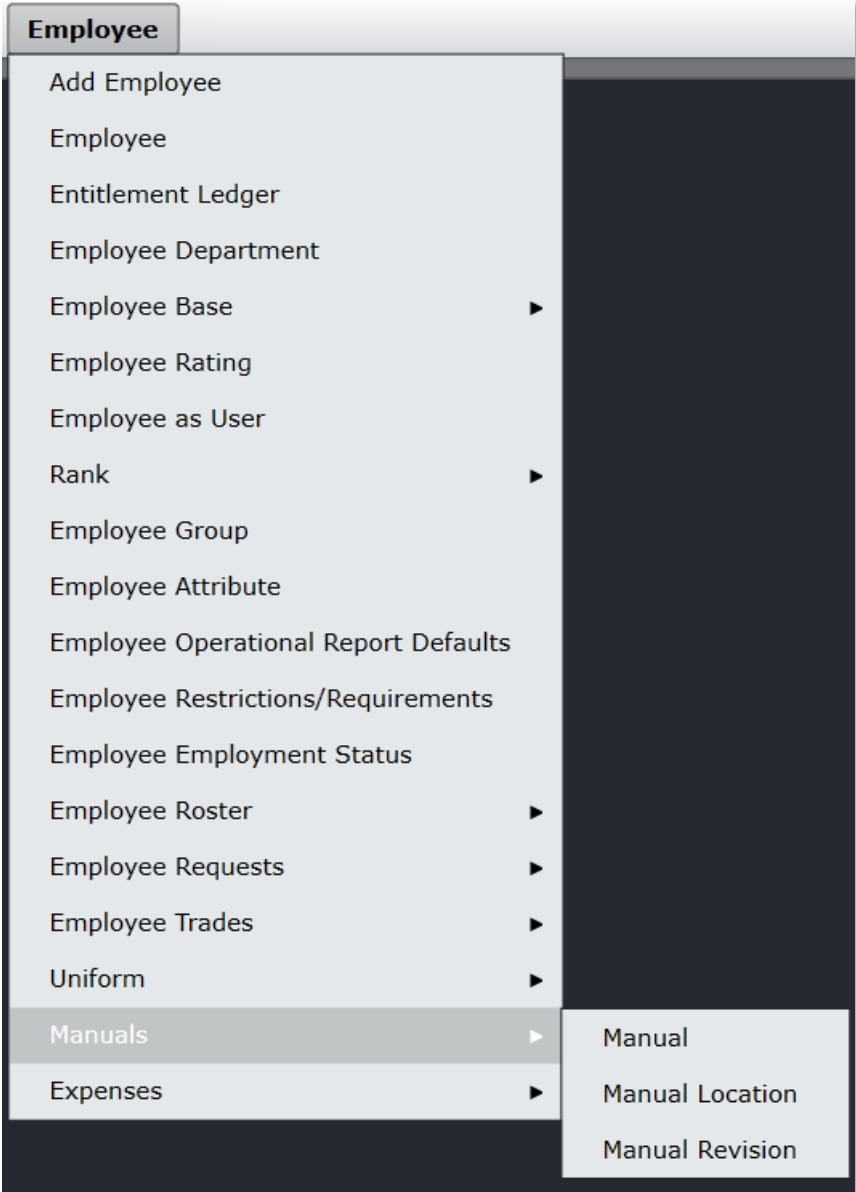 Employee
Add Employee
Employee
Entitlement Ledger
Employee Department
Employee Base
Employee Rating
Employee as User
Rank
Employee Group
Employee Attribute
Employee Operational Report Defaults
Employee Restrictions/Requirements
Employee Employment Status
Employee Roster
Employee Requests
Employee Trades
Uniform
Manuals
Expenses
Manual
Manual Location
Manual Revision